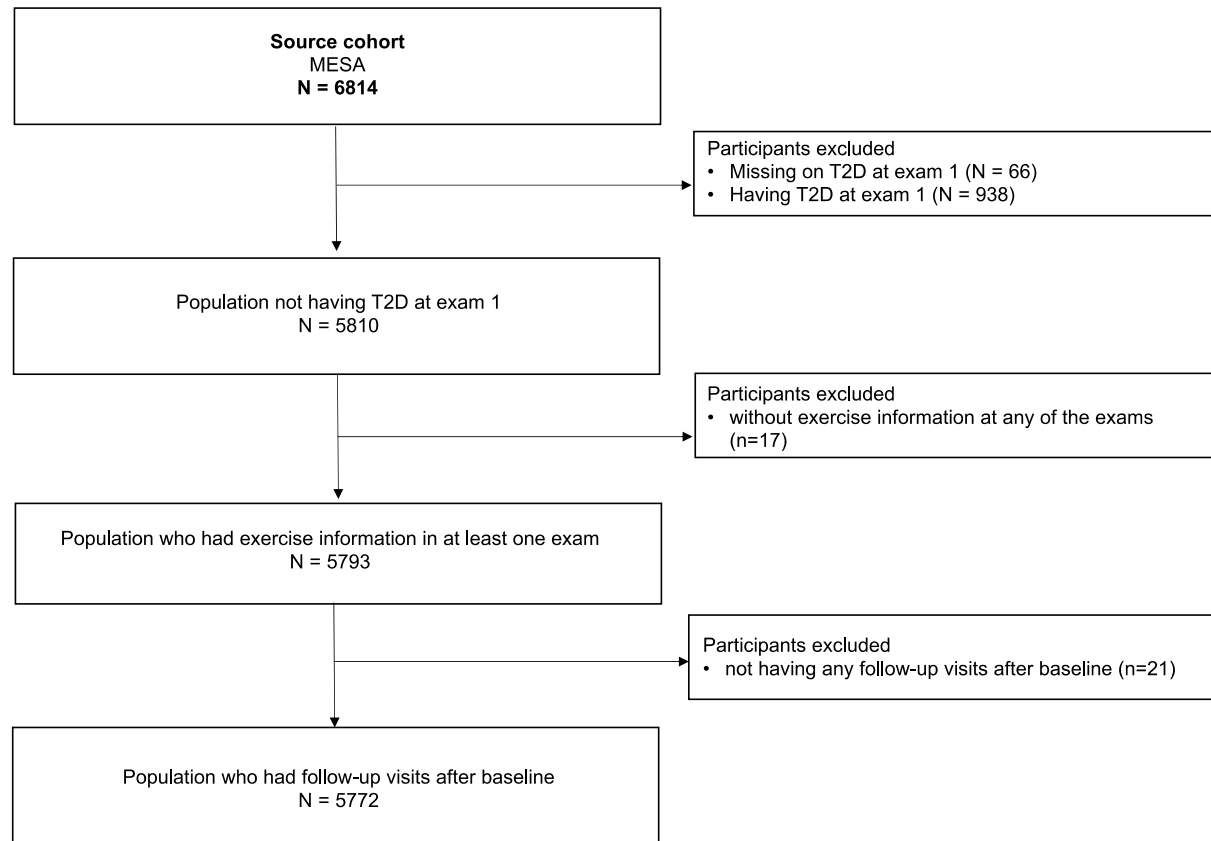 Source cohort
MESA
N = 6814
Participants excluded
• Missing on T2D at exam 1 (N = 66)
• Having T2D at exam 1 (N = 938)
Population not having T2D at exam 1
N = 5810
Participants excluded
• without exercise information at any of the exams
(n=17)
Population who had exercise information in at least one exam
N = 5793
Participants excluded
• not having any follow-up visits after baseline (n=21)
Population who had follow-up visits after baseline
N = 5772